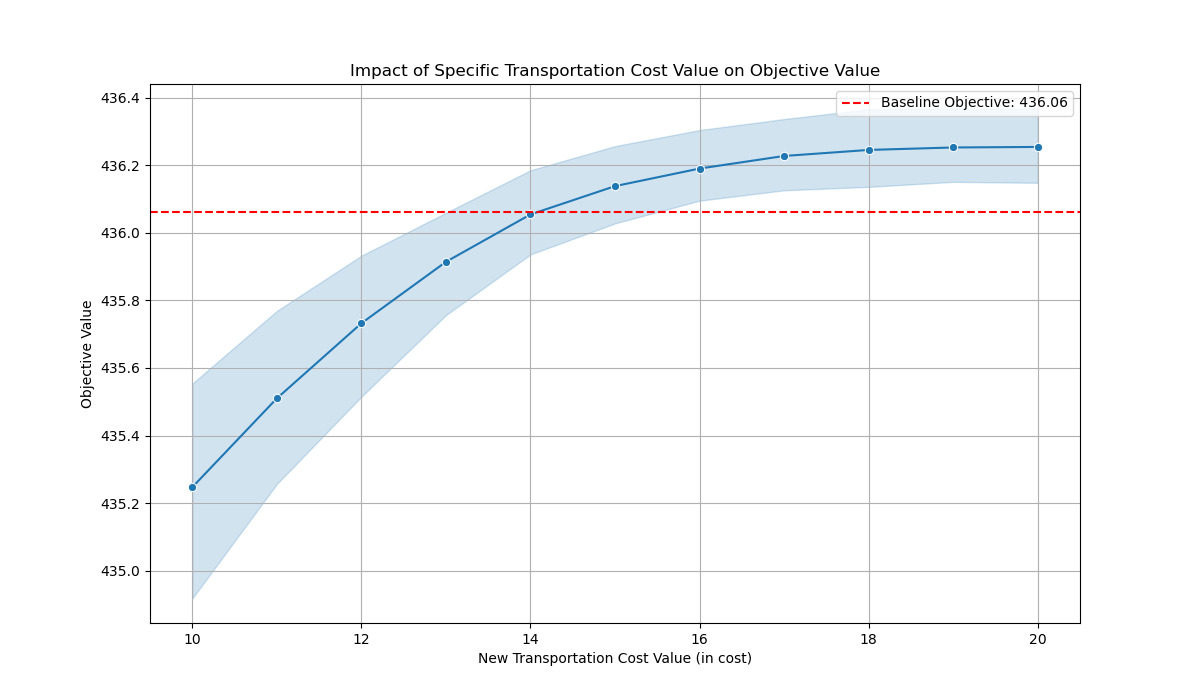 Impact of Specific Transportation Cost Value on Objective Value
436.4
436.2
436.0
435.8
435.6
435.4
435.2
435.0
Objective Value
Baseline Objective: 436.06
10 12 14 16 18 20
New Transportation Cost Value (in cost)